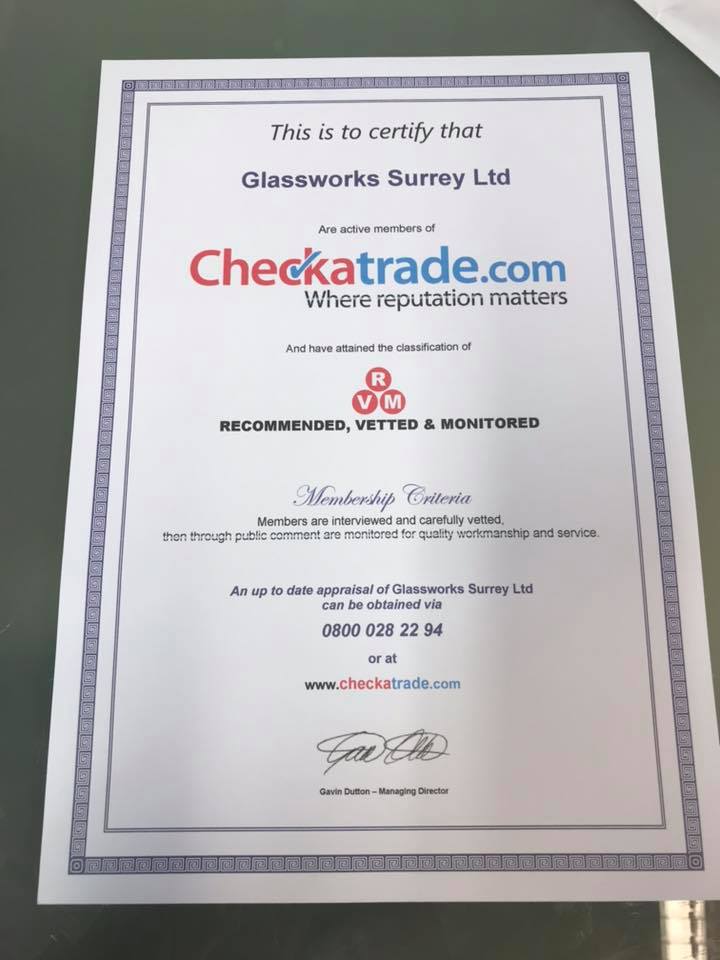 This is to certify that
Glassworks Surrey Ltd
Are active members of
Checkatrade.com
Where reputation matters
And have attained the classification of
R
V M
RECOMMENDED, VETTED & MONITORED
Membership Criteria
Members are interviewed and carefully vetted,
then through public comment are monitored for quality workmanship and service.
An up to date appraisal of Glassworks Surrey Ltd
can be obtained via
0800 028 22 94
or at
www.checkatrade.com
Gavin Dutton – Managing Director